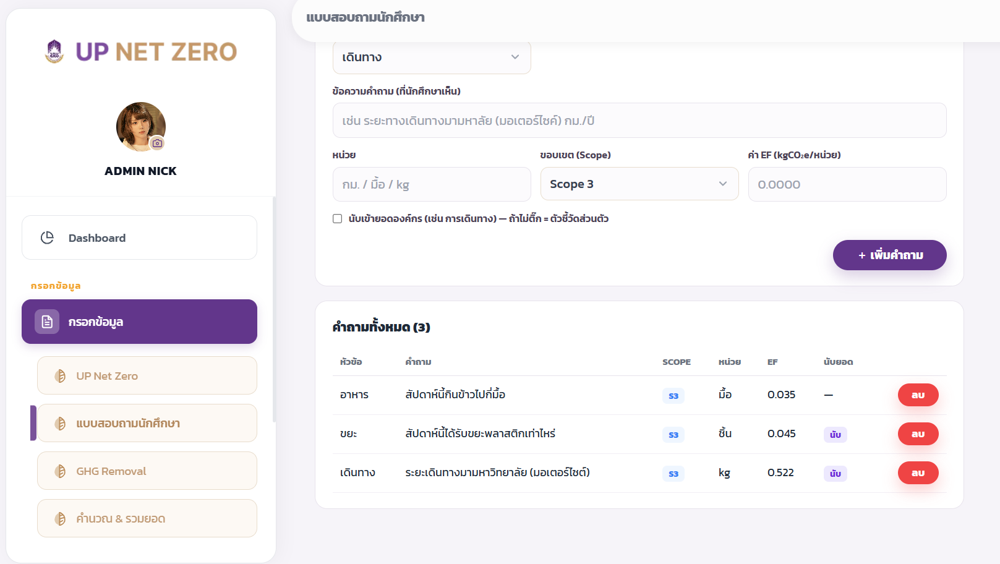 UP NET ZERO
ADMIN NICK
Dashboard
กรอกข้อมูล
กรอกข้อมูล
UP Net Zero
แบบสอบถามนักศึกษา
GHG Removal
คำนวณ & รวมยอด
แบบสอบถามนักศึกษา
เดินทาง
ข้อความคำถาม (ที่นักศึกษาเห็น)
เช่น ระยะทางเดินทางมามหาลัย (มอเตอร์ไซค์) กม./ปี
หน่วย ขอบเขต (Scope) ค่า EF (kgCO₂e/หน่วย)
กม. / มื้อ / kg Scope 3 0.0000
นับเข้ายอดองค์กร (เช่น การเดินทาง) — ถ้าไม่ติ๊ก = ตัวชี้วัดส่วนตัว
+ เพิ่มคำถาม
คำถามทั้งหมด (3)
หัวข้อ คำถาม SCOPE หน่วย EF นับยอด
อาหาร สัปดาห์นี้กินข้าวไปกี่มื้อ S3 มื้อ 0.035 — ลบ
ขยะ สัปดาห์นี้ได้รับขยะพลาสติกเท่าไหร่ S3 ชิ้น 0.045 นับ ลบ
เดินทาง ระยะเดินทางมามหาวิทยาลัย (มอเตอร์ไซต์) S3 kg 0.522 นับ ลบ